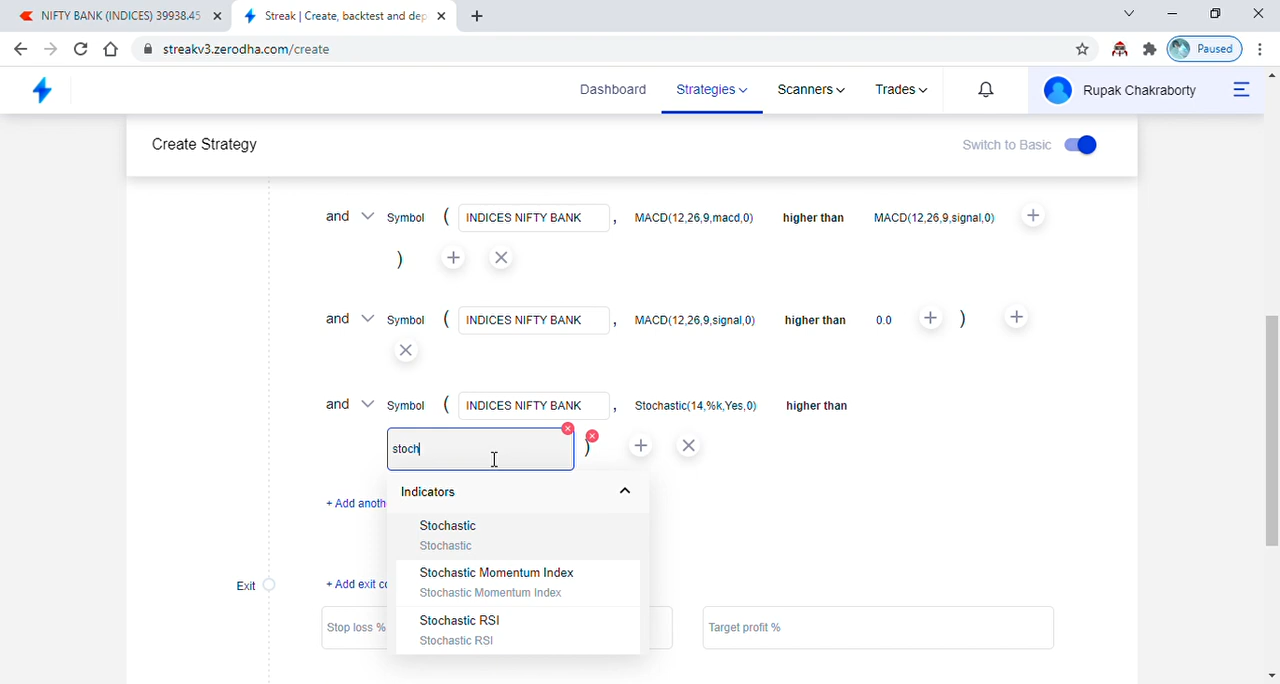 NIFTY BANK (INDICES) 39938.45
Streak | Create, backtest and dep
streakv3.zerodha.com/create
Paused
Dashboard Strategies Scanners Trades Rupak Chakraborty
Create Strategy Switch to Basic
and Symbol ( INDICES NIFTY BANK , MACD(12,26,9,macd,0) higher than MACD(12,26,9,signal,0) +
) + ×
and Symbol ( INDICES NIFTY BANK , MACD(12,26,9,signal,0) higher than 0.0 + ) +
×
and Symbol ( INDICES NIFTY BANK , Stochastic(14,%k,Yes,0) higher than
stoch ) + ×
Indicators
+ Add anoth
Stochastic
Stochastic
Stochastic Momentum Index
Exit + Add exit co
Stochastic Momentum Index
Stochastic RSI
Stop loss % Target profit %
Stochastic RSI